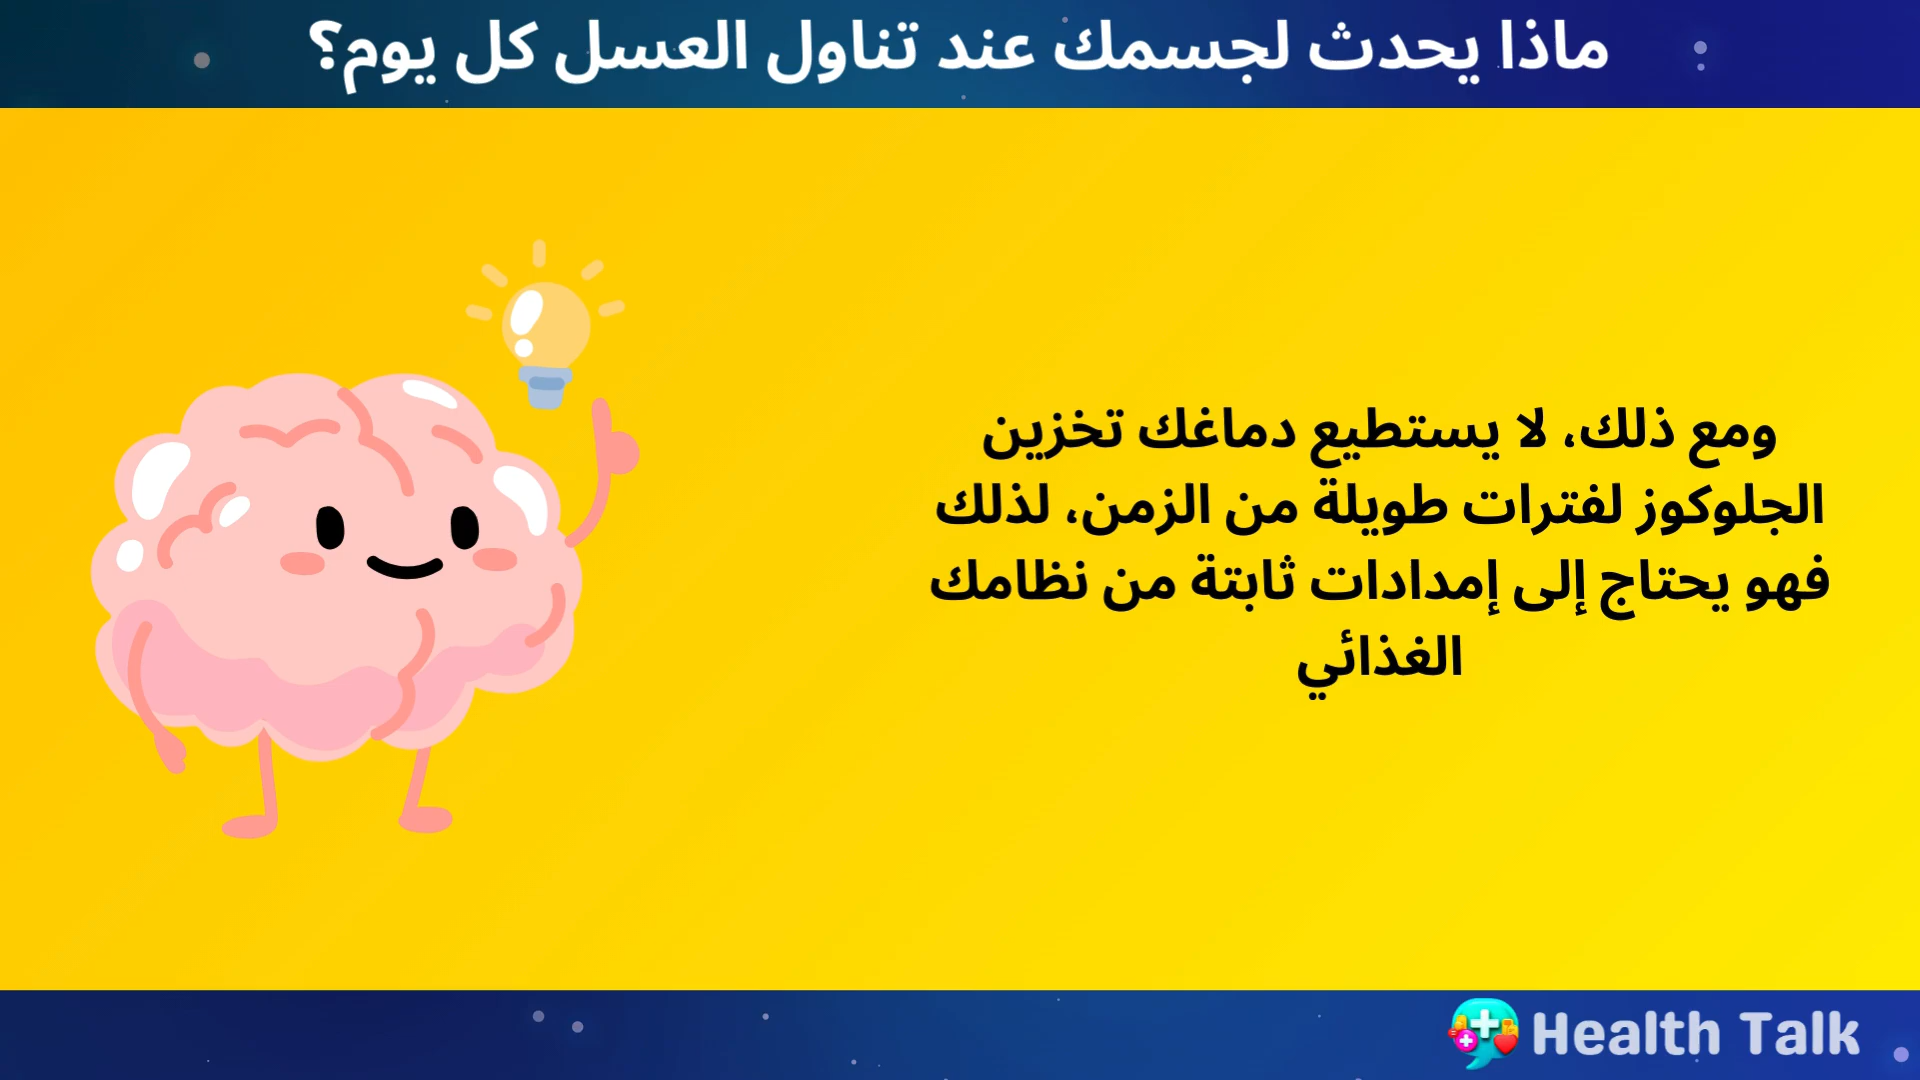 ماذا يحدث لجسمك عند تناول العسل كل يوم؟
ومع ذلك، لا يستطيع دماغك تخزين
الجلوكوز لفترات طويلة من الزمن، لذلك
فهو يحتاج إلى إمدادات ثابتة من نظامك
الغذائي
Health Talk